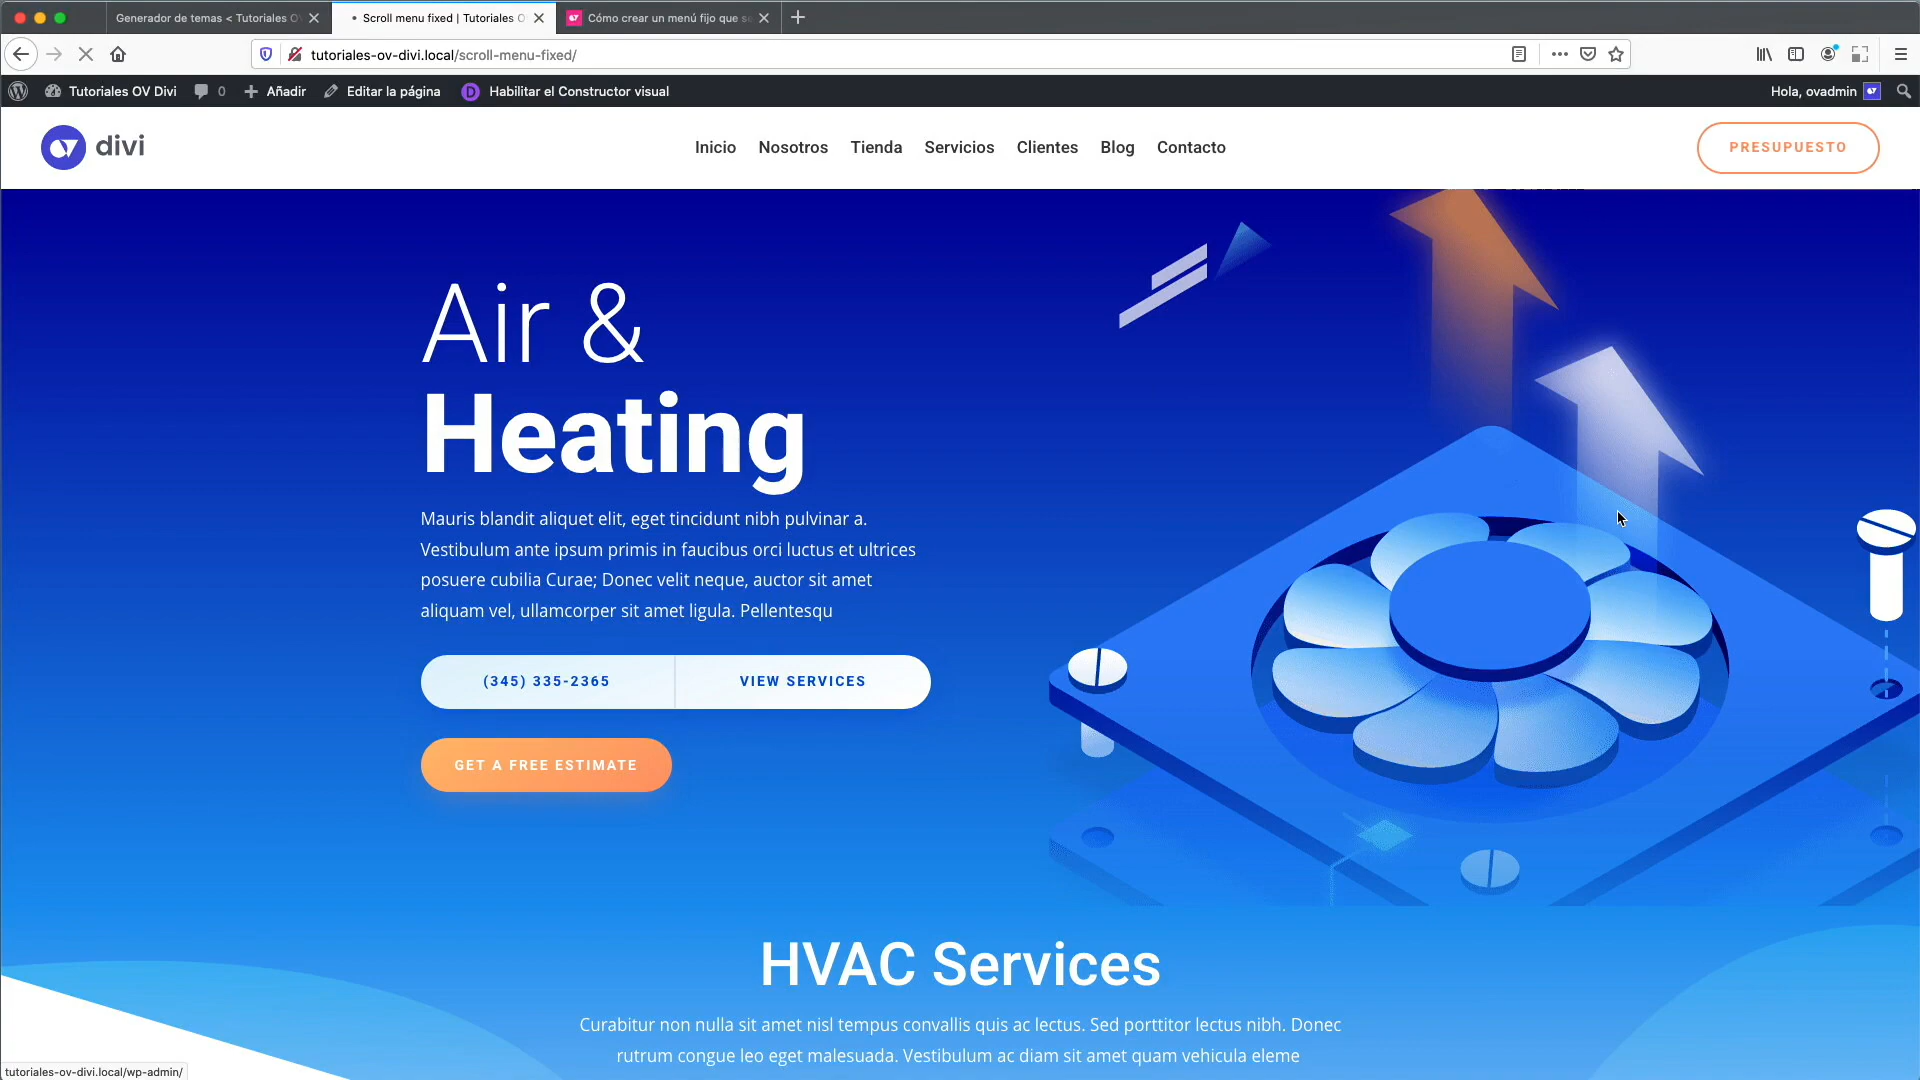 Generador de temas < Tutoriales OV
Scroll menu fixed | Tutoriales O
Cómo crear un menú fijo que se
tutoriales-ov-divi.local/scroll-menu-fixed/
Tutoriales OV Divi
0
Añadir
Editar la página
Habilitar el Constructor visual
Hola, ovadmin
divi
Inicio
Nosotros
Tienda
Servicios
Clientes
Blog
Contacto
PRESUPUESTO
Air &
Heating
Mauris blandit aliquet elit, eget tincidunt nibh pulvinar a.
Vestibulum ante ipsum primis in faucibus orci luctus et ultrices
posuere cubilia Curae; Donec velit neque, auctor sit amet
aliquam vel, ullamcorper sit amet ligula. Pellentesqu
(345) 335-2365
VIEW SERVICES
GET A FREE ESTIMATE
HVAC Services
Curabitur non nulla sit amet nisl tempus convallis quis ac lectus. Sed porttitor lectus nibh. Donec
rutrum congue leo eget malesuada. Vestibulum ac diam sit amet quam vehicula eleme
tutoriales-ov-divi.local/wp-admin/